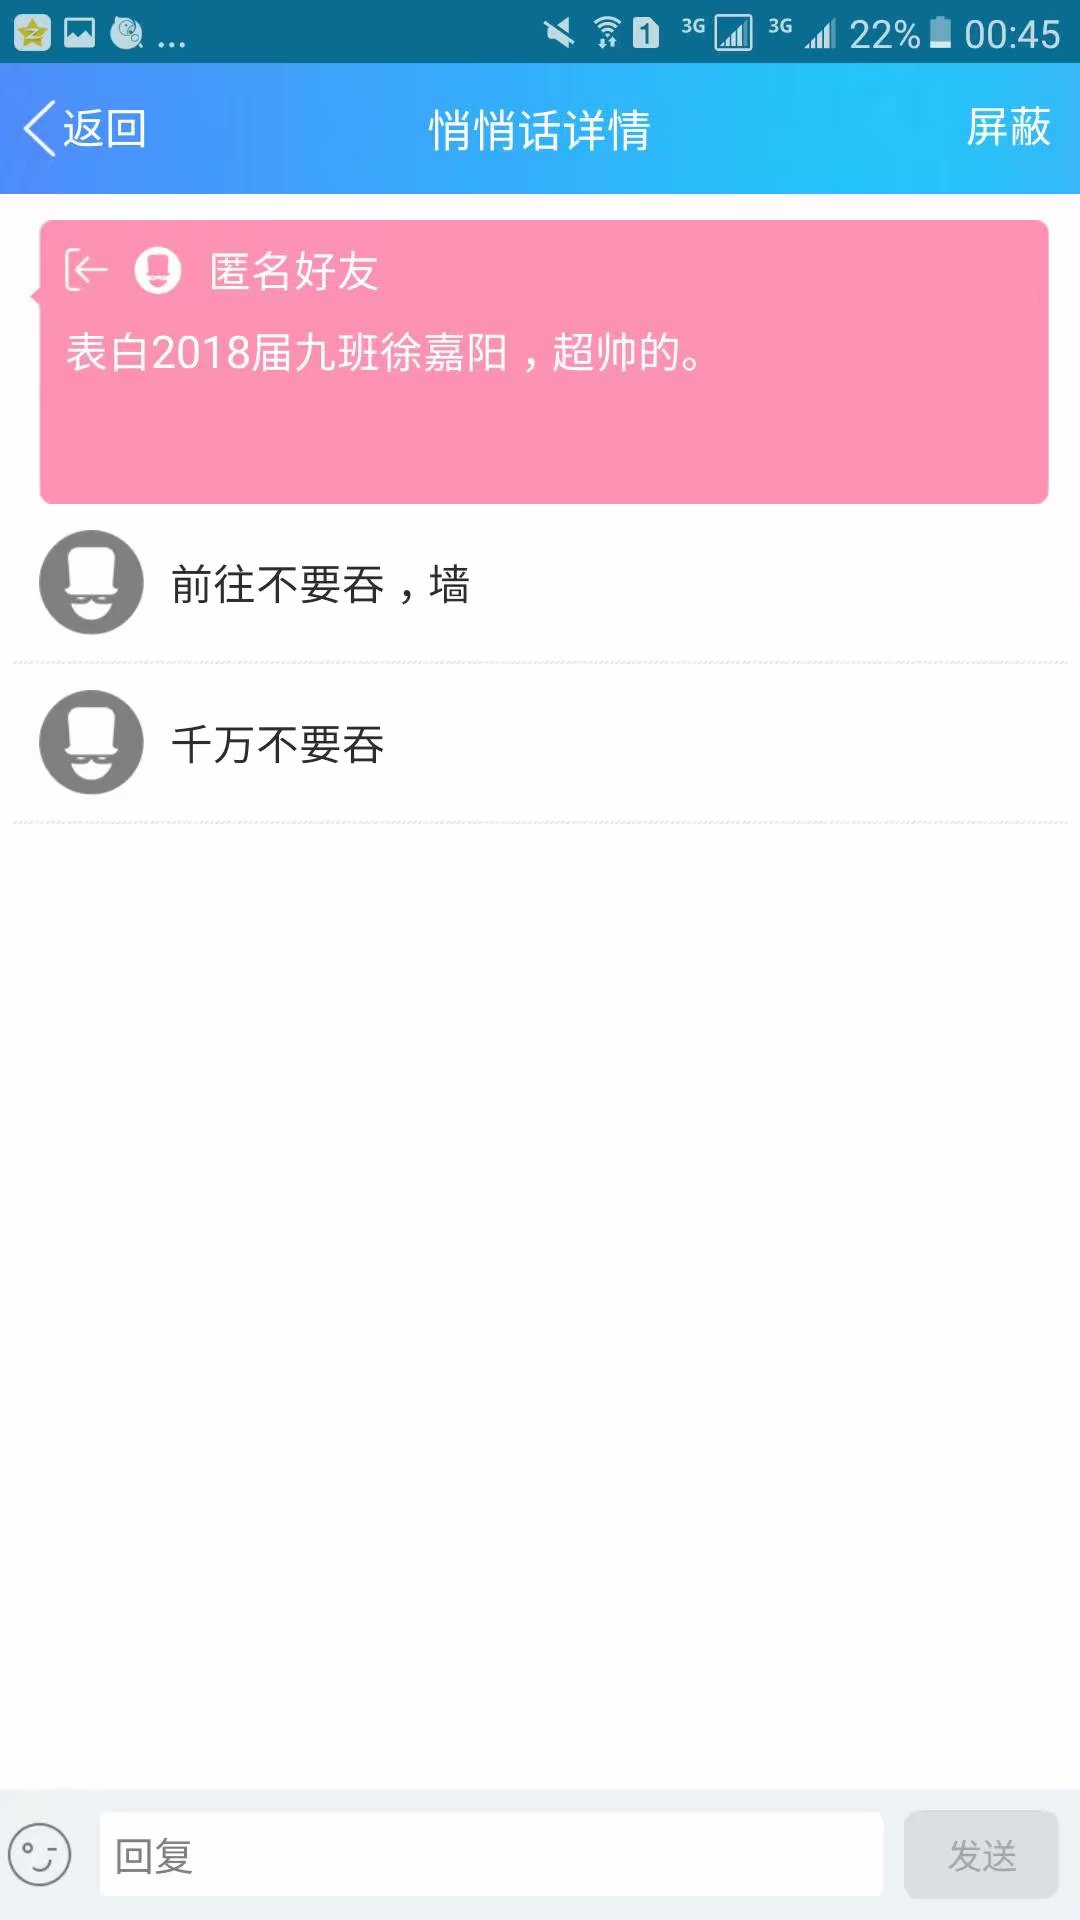 ... 1 3G 3G 22% 00:45
返回 悄悄话详情 屏蔽
匿名好友
表白2018届九班徐嘉阳，超帅的。
前往不要吞，墙
千万不要吞
回复 发送